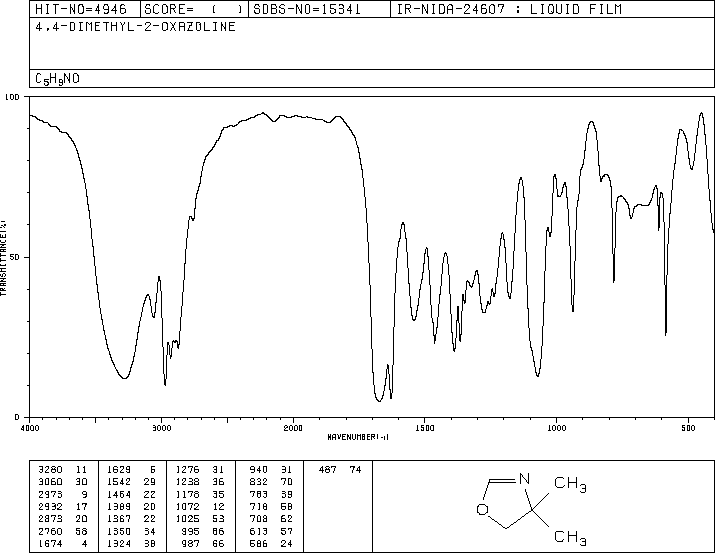 HIT-NO=4946 SCORE= ( ) SDBS-NO=15341 IR-NIDA-24607 : LIQUID FILM
4,4-DIMETHYL-2-OXAZOLINE
C5H9NO
100
50
0
TRANSMITTANCE(%)
4000 3000 2000 1500 1000 500
WAVENUMBER(-1)
3280 11 1629 6 1276 31 940 31 487 74
3060 30 1542 29 1238 36 832 70
2973 9 1464 22 1178 35 783 39
2932 17 1389 20 1072 12 718 58
2873 20 1367 22 1025 53 708 62
2760 58 1350 34 995 86 613 57
1674 4 1324 38 987 66 586 24
N
CH3
O
CH3